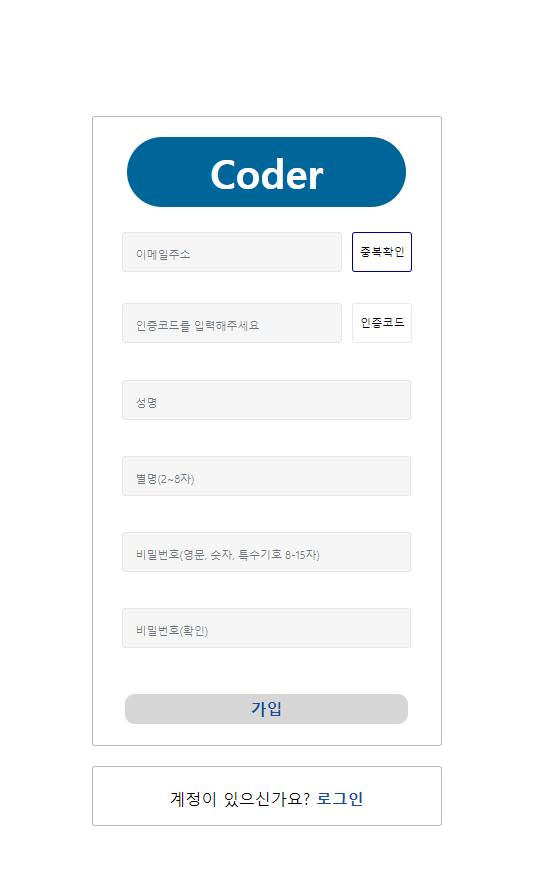 Coder
이메일주소 중복확인
인증코드를 입력해주세요 인증코드
성명
별명(2~8자)
비밀번호(영문, 숫자, 특수기호 8-15자)
비밀번호(확인)
가입
계정이 있으신가요? 로그인